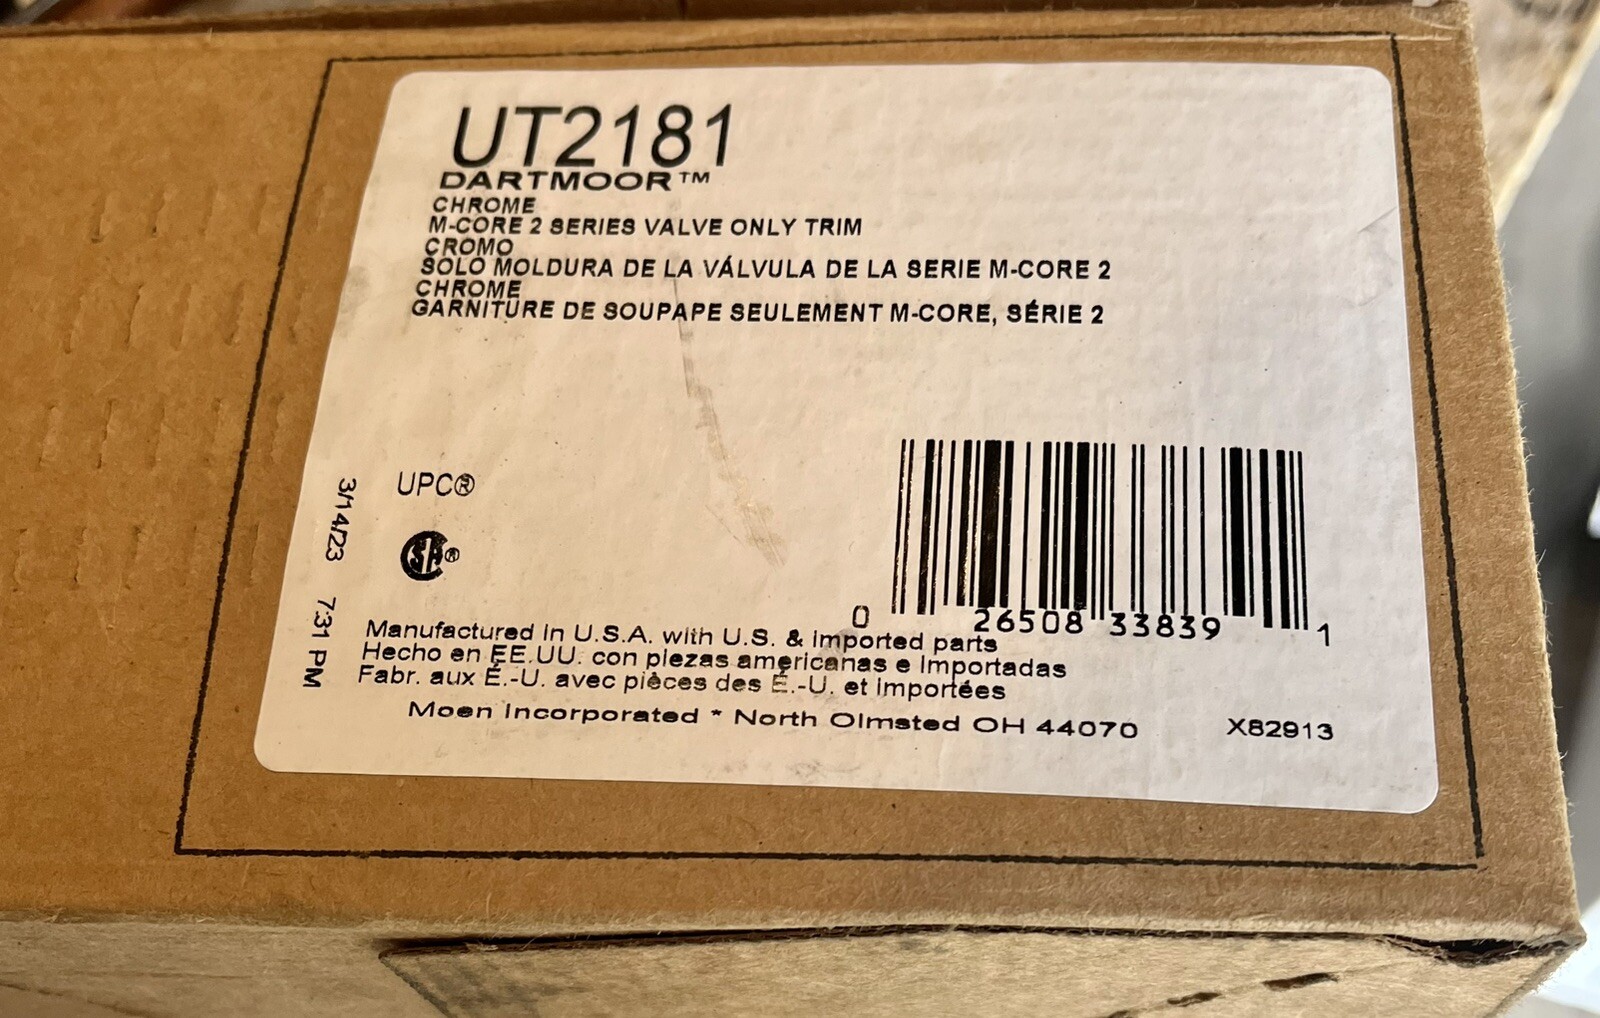 UT2181
DARTMOOR™
CHROME
M-CORE 2 SERIES VALVE ONLY TRIM
CROMO
SOLO MOLDURA DE LA VÁLVULA DE LA SERIE M-CORE 2
CHROME
GARNITURE DE SOUPAPE SEULEMENT M-CORE, SÉRIE 2
3/14/23 7:31 PM
UPC®
SA®
0 26508 33839 1
Manufactured in U.S.A. with U.S. & imported parts
Hecho en EE.UU. con piezas americanas e importadas
Fabr. aux É.-U. avec pièces des É.-U. et importées
Moen Incorporated * North Olmsted OH 44070 X82913